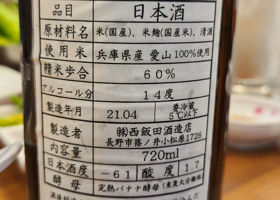 品目 日本酒
原材料名 米(国産)、米麹(国産米)、清酒
使用米 兵庫県産 愛山100%使用
精米歩合 60%
アルコール分 14度
製造年月 21.04 要冷蔵 5℃以下
製造者 ㈱西飯田酒造店
長野市篠ノ井小松原1726
内容量 720ml
日本酒度 -61 酸度 1.7
酵母 完熟バナナ酵母